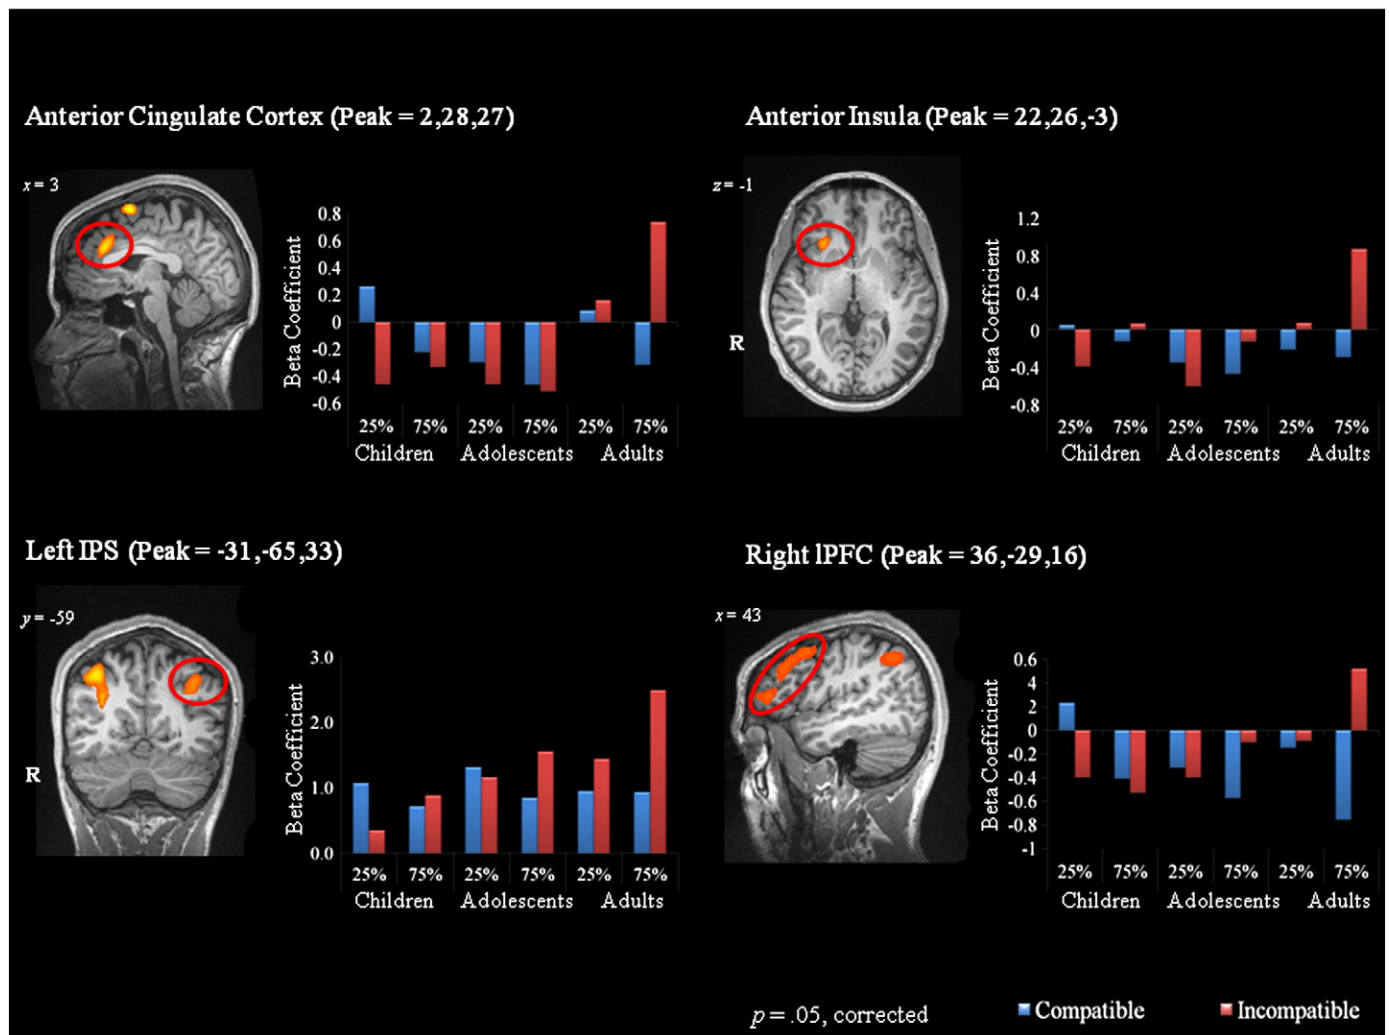 Anterior Cingulate Cortex (Peak = 2,28,27)
x = 3
Beta Coefficient
0.8
0.6
0.4
0.2
0
-0.2
-0.4
-0.6
25% 75% 25% 75% 25% 75%
Children Adolescents Adults
Anterior Insula (Peak = 22,26,-3)
z = -1
R
Beta Coefficient
1.2
0.8
0.4
0
-0.4
-0.8
25% 75% 25% 75% 25% 75%
Children Adolescents Adults
Left IPS (Peak = -31,-65,33)
y = -59
R
Beta Coefficient
3.0
2.0
1.0
0.0
25% 75% 25% 75% 25% 75%
Children Adolescents Adults
Right lPFC (Peak = 36,-29,16)
x = 43
Beta Coefficient
0.6
4
2
0
-0.2
-0.4
-0.6
-0.8
-1
25% 75% 25% 75% 25% 75%
Children Adolescents Adults
p = .05, corrected
Compatible Incompatible